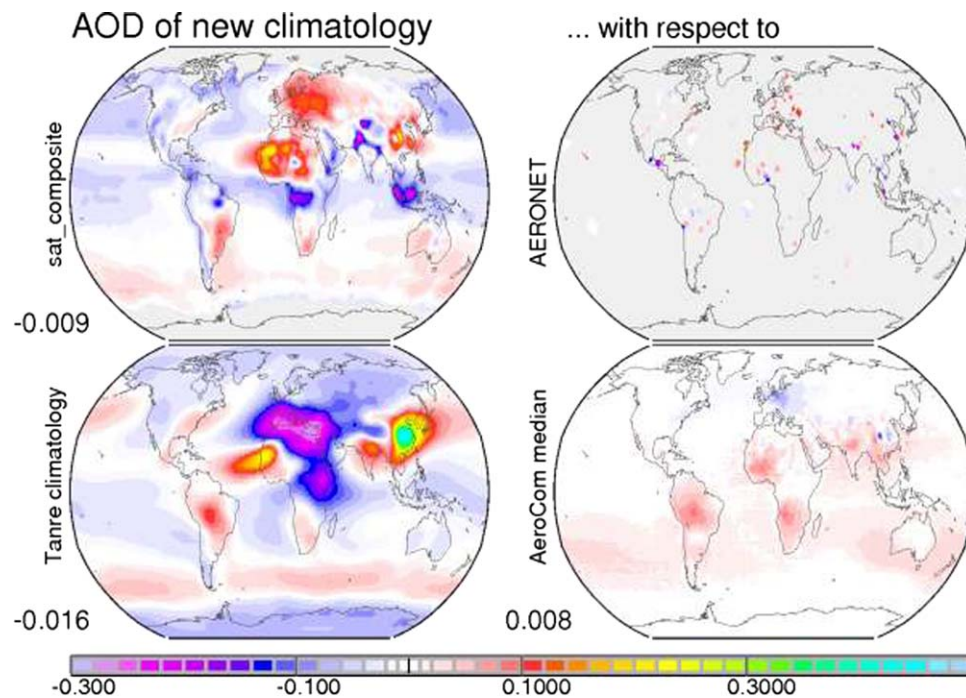 AOD of new climatology
... with respect to
sat_composite
-0.009
AERONET
Tanre climatology
-0.016
AeroCom median
0.008
-0.300 -0.100 0.1000 0.3000